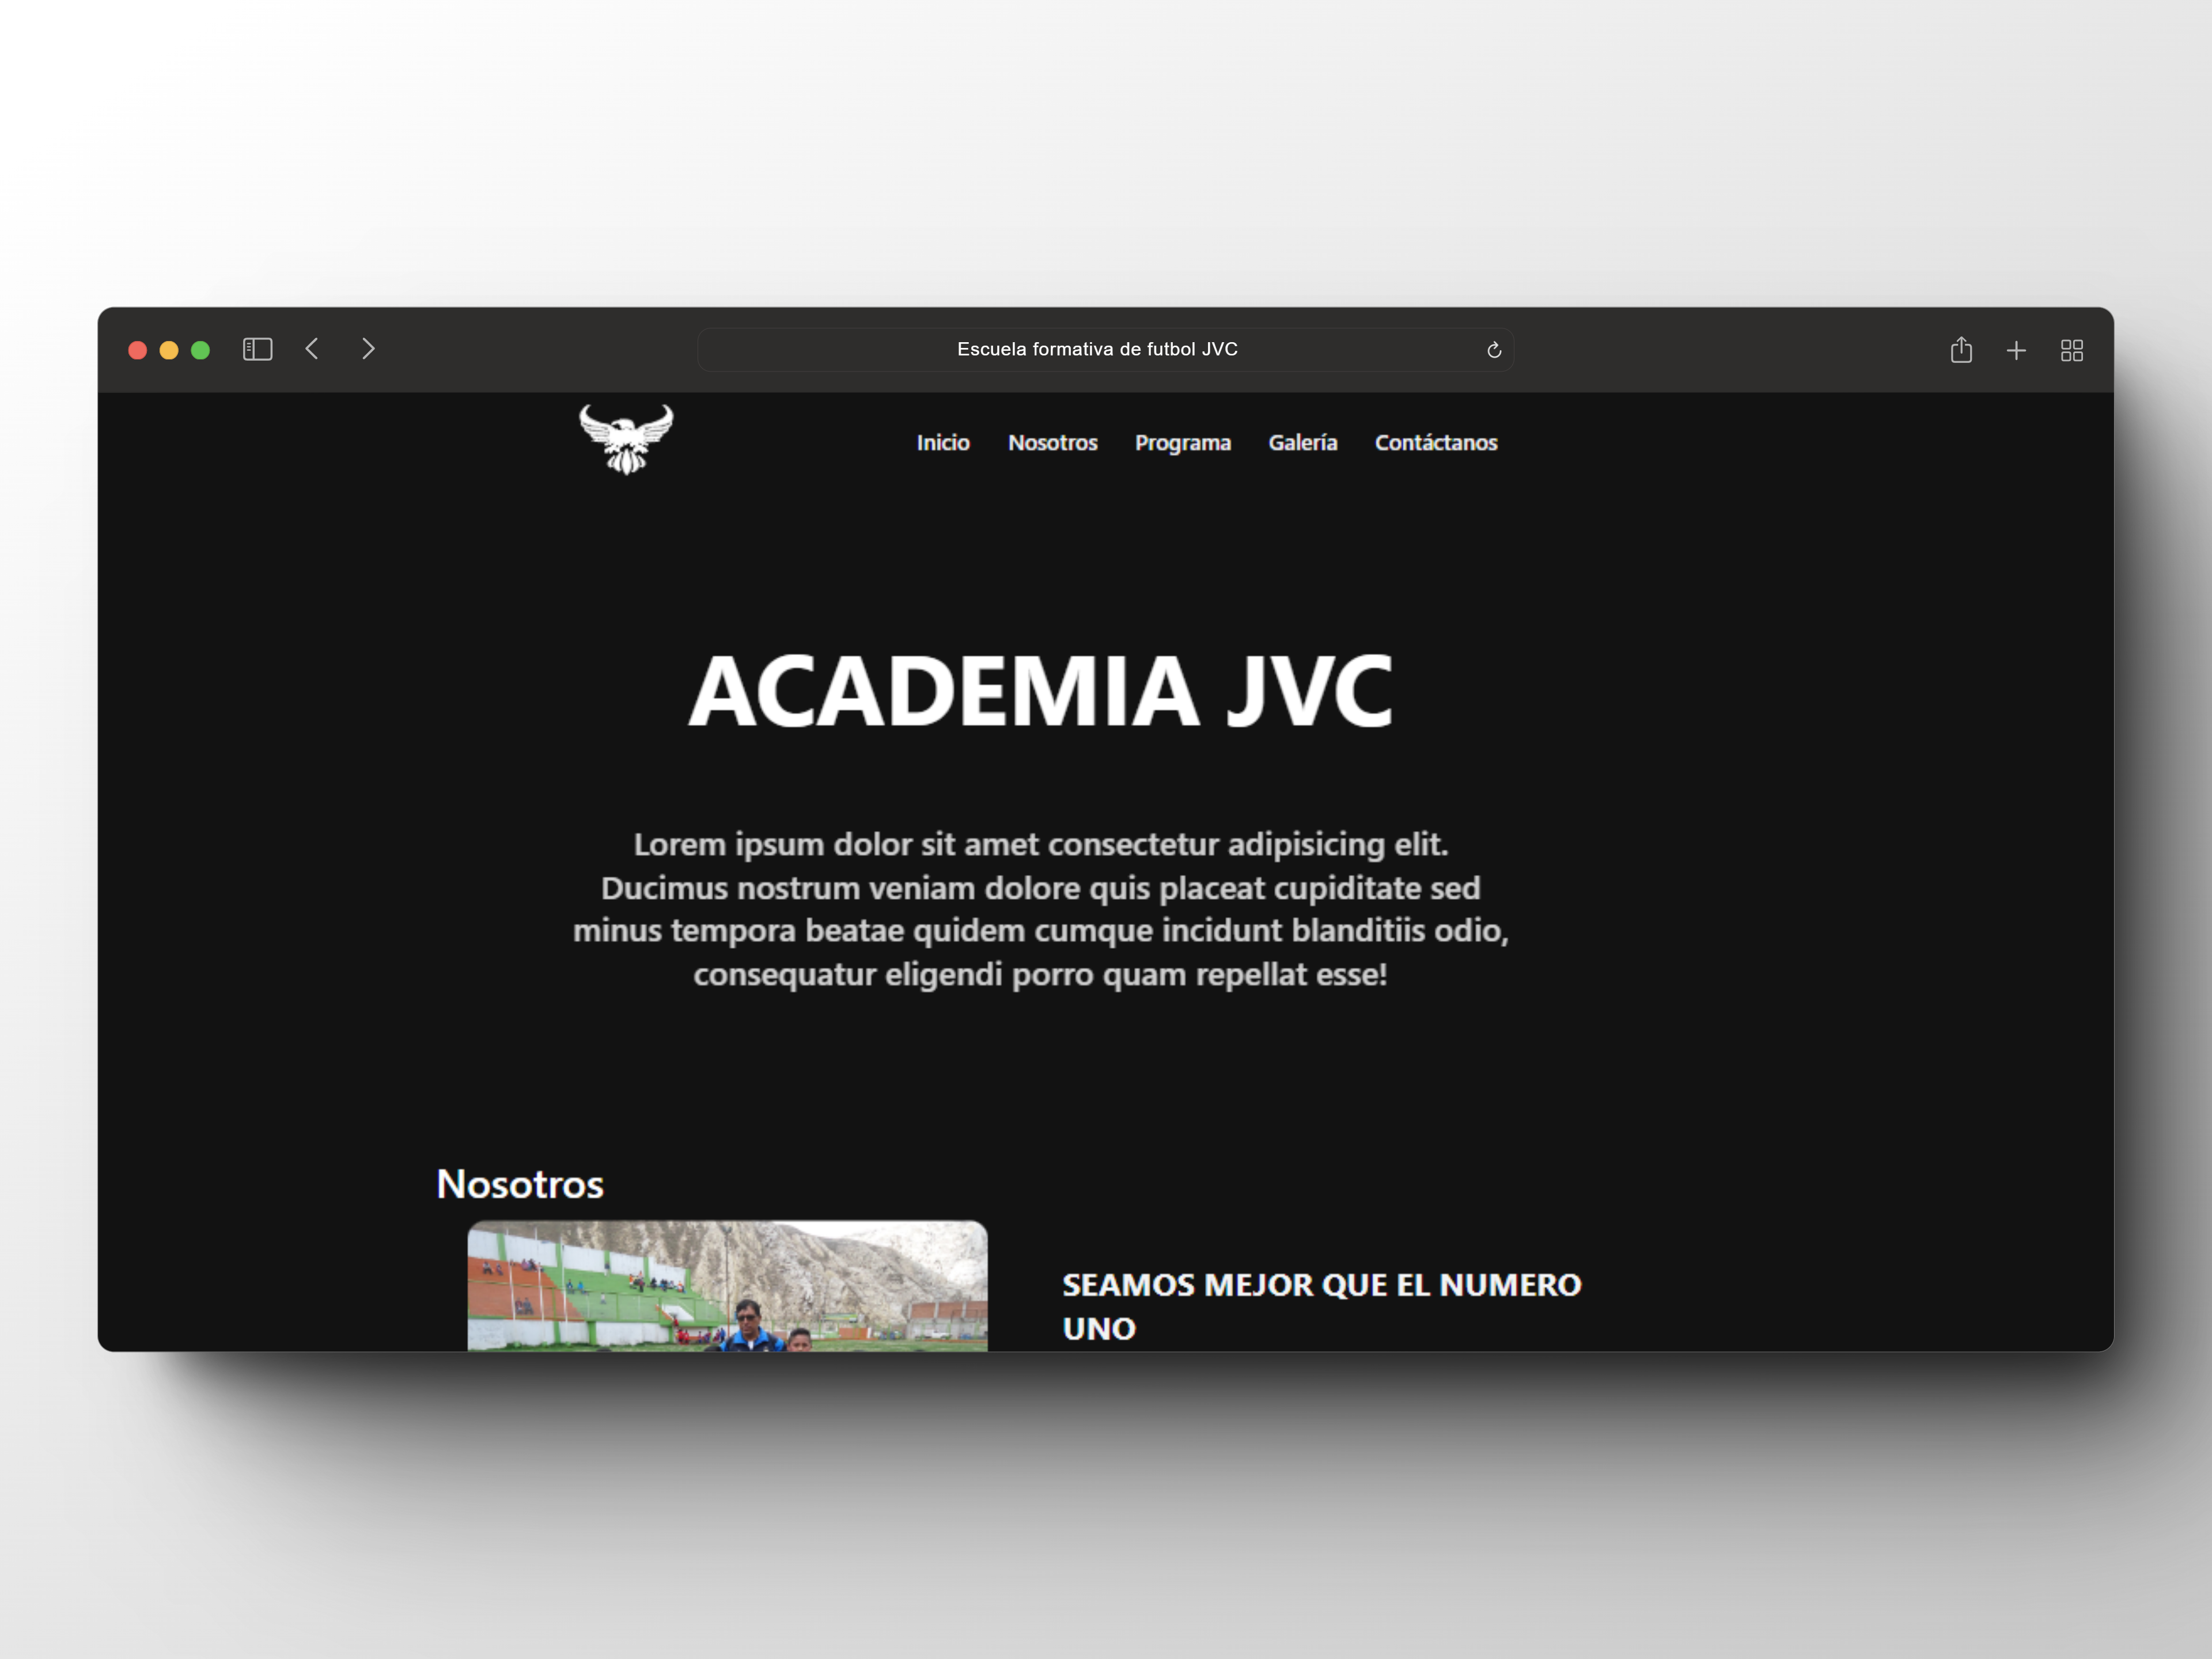 Escuela formativa de futbol JVC
Inicio Nosotros Programa Galería Contáctanos
ACADEMIA JVC
Lorem ipsum dolor sit amet consectetur adipisicing elit.
Ducimus nostrum veniam dolore quis placeat cupiditate sed
minus tempora beatae quidem cumque incidunt blanditiis odio,
consequatur eligendi porro quam repellat esse!
Nosotros
SEAMOS MEJOR QUE EL NUMERO
UNO